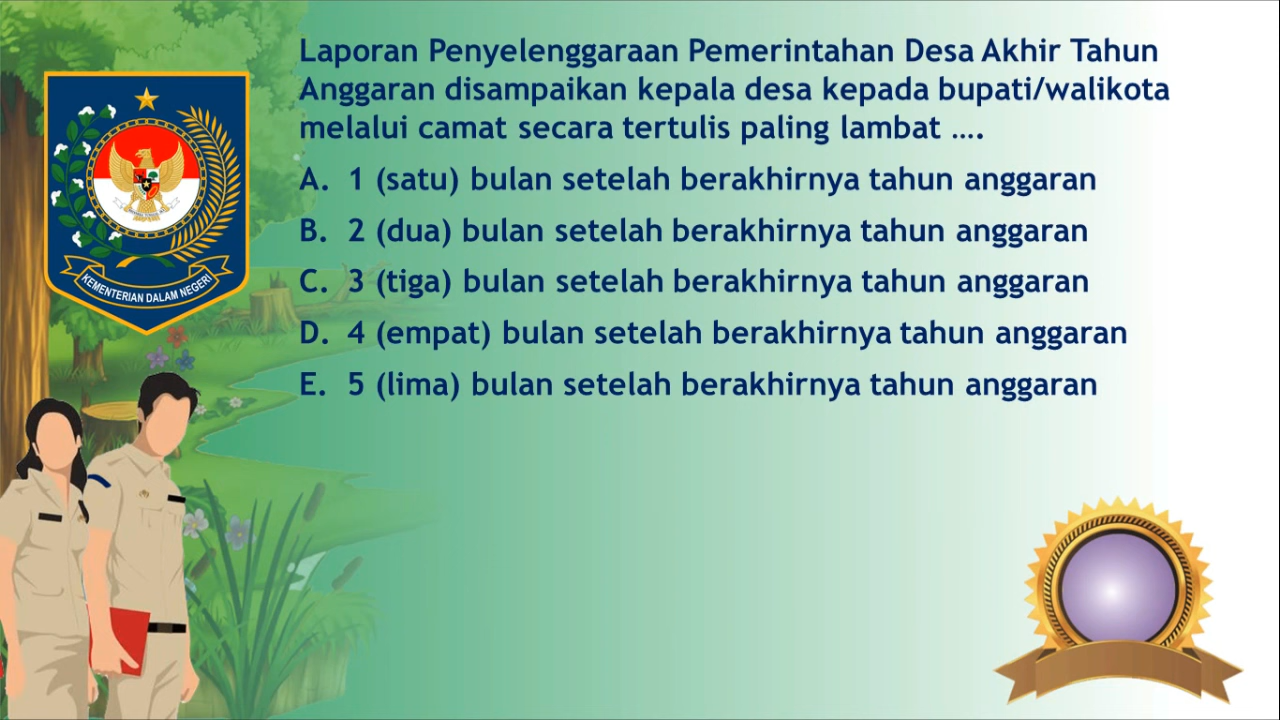 Laporan Penyelenggaraan Pemerintahan Desa Akhir Tahun
Anggaran disampaikan kepala desa kepada bupati/walikota
melalui camat secara tertulis paling lambat ....
A. 1 (satu) bulan setelah berakhirnya tahun anggaran
B. 2 (dua) bulan setelah berakhirnya tahun anggaran
C. 3 (tiga) bulan setelah berakhirnya tahun anggaran
D. 4 (empat) bulan setelah berakhirnya tahun anggaran
E. 5 (lima) bulan setelah berakhirnya tahun anggaran
KEMENTERIAN DALAM NEGERI